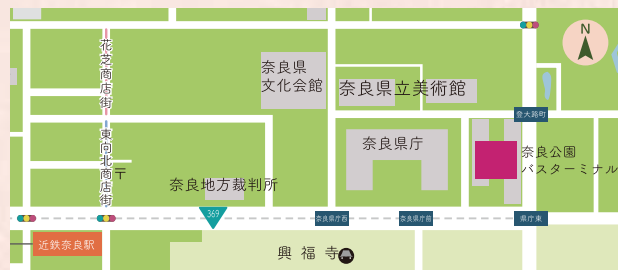 N
花芝商店街
奈良県
文化会館
奈良県立美術館
登大路町
奈良県庁
奈良公園
バスターミナル
東向北商店街
〒
奈良地方裁判所
369
奈良県庁西
奈良県庁前
県庁東
近鉄奈良駅
興福寺